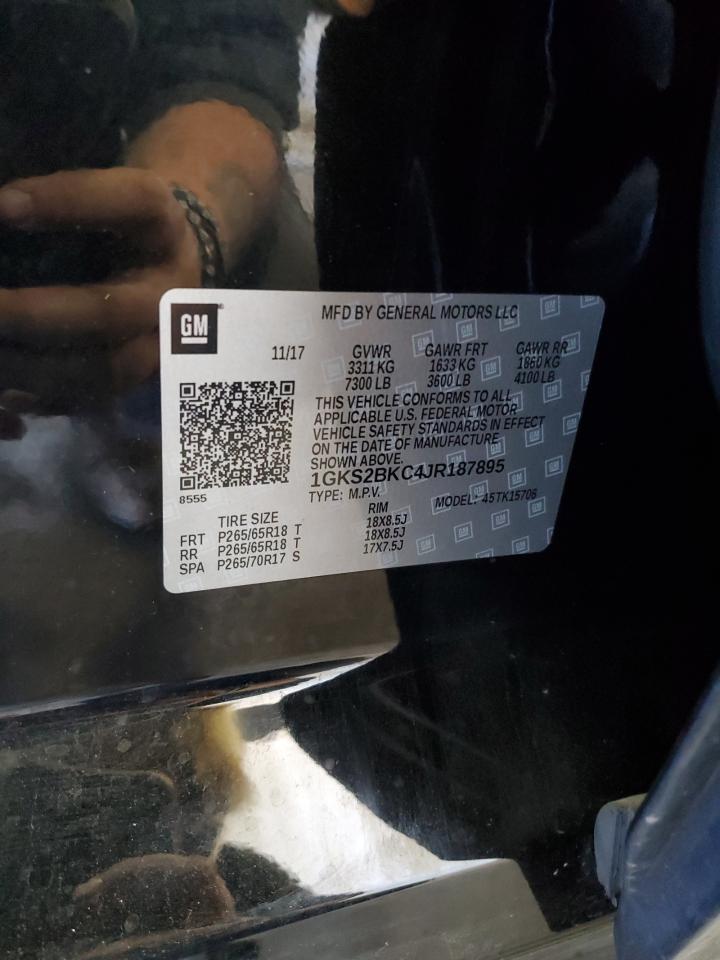 GM
MFD BY GENERAL MOTORS LLC
11/17 GVWR GAWR FRT GAWR RR
3311 KG 1633 KG 1860 KG
7300 LB 3600 LB 4100 LB
THIS VEHICLE CONFORMS TO ALL
APPLICABLE U.S. FEDERAL MOTOR
VEHICLE SAFETY STANDARDS IN EFFECT
ON THE DATE OF MANUFACTURE
SHOWN ABOVE.
1GKS2BKC4JR187895
8555
TYPE: M.P.V. MODEL: 45TK15706
TIRE SIZE RIM
FRT P265/65R18 T 18X8.5J
RR P265/65R18 T 18X8.5J
SPA P265/70R17 S 17X7.5J